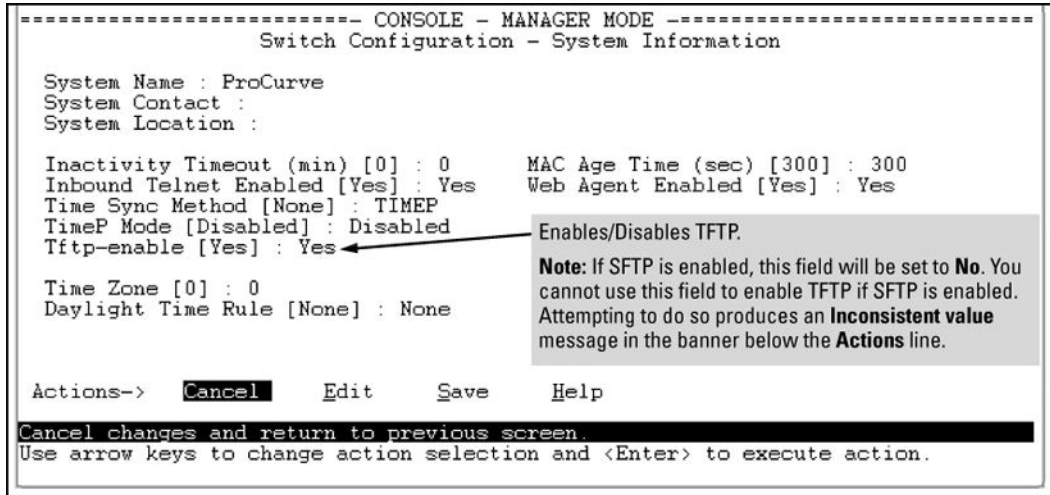 ===========================- CONSOLE - MANAGER MODE -============================
Switch Configuration - System Information
System Name : ProCurve
System Contact :
System Location :
Inactivity Timeout (min) [0] : 0 MAC Age Time (sec) [300] : 300
Inbound Telnet Enabled [Yes] : Yes Web Agent Enabled [Yes] : Yes
Time Sync Method [None] : TIMEP
TimeP Mode [Disabled] : Disabled
Tftp-enable [Yes] : Yes
Time Zone [0] : 0
Daylight Time Rule [None] : None
Enables/Disables TFTP.
Note: If SFTP is enabled, this field will be set to No. You
cannot use this field to enable TFTP if SFTP is enabled.
Attempting to do so produces an Inconsistent value
message in the banner below the Actions line.
Actions-> Cancel Edit Save Help
Cancel changes and return to previous screen.
Use arrow keys to change action selection and <Enter> to execute action.